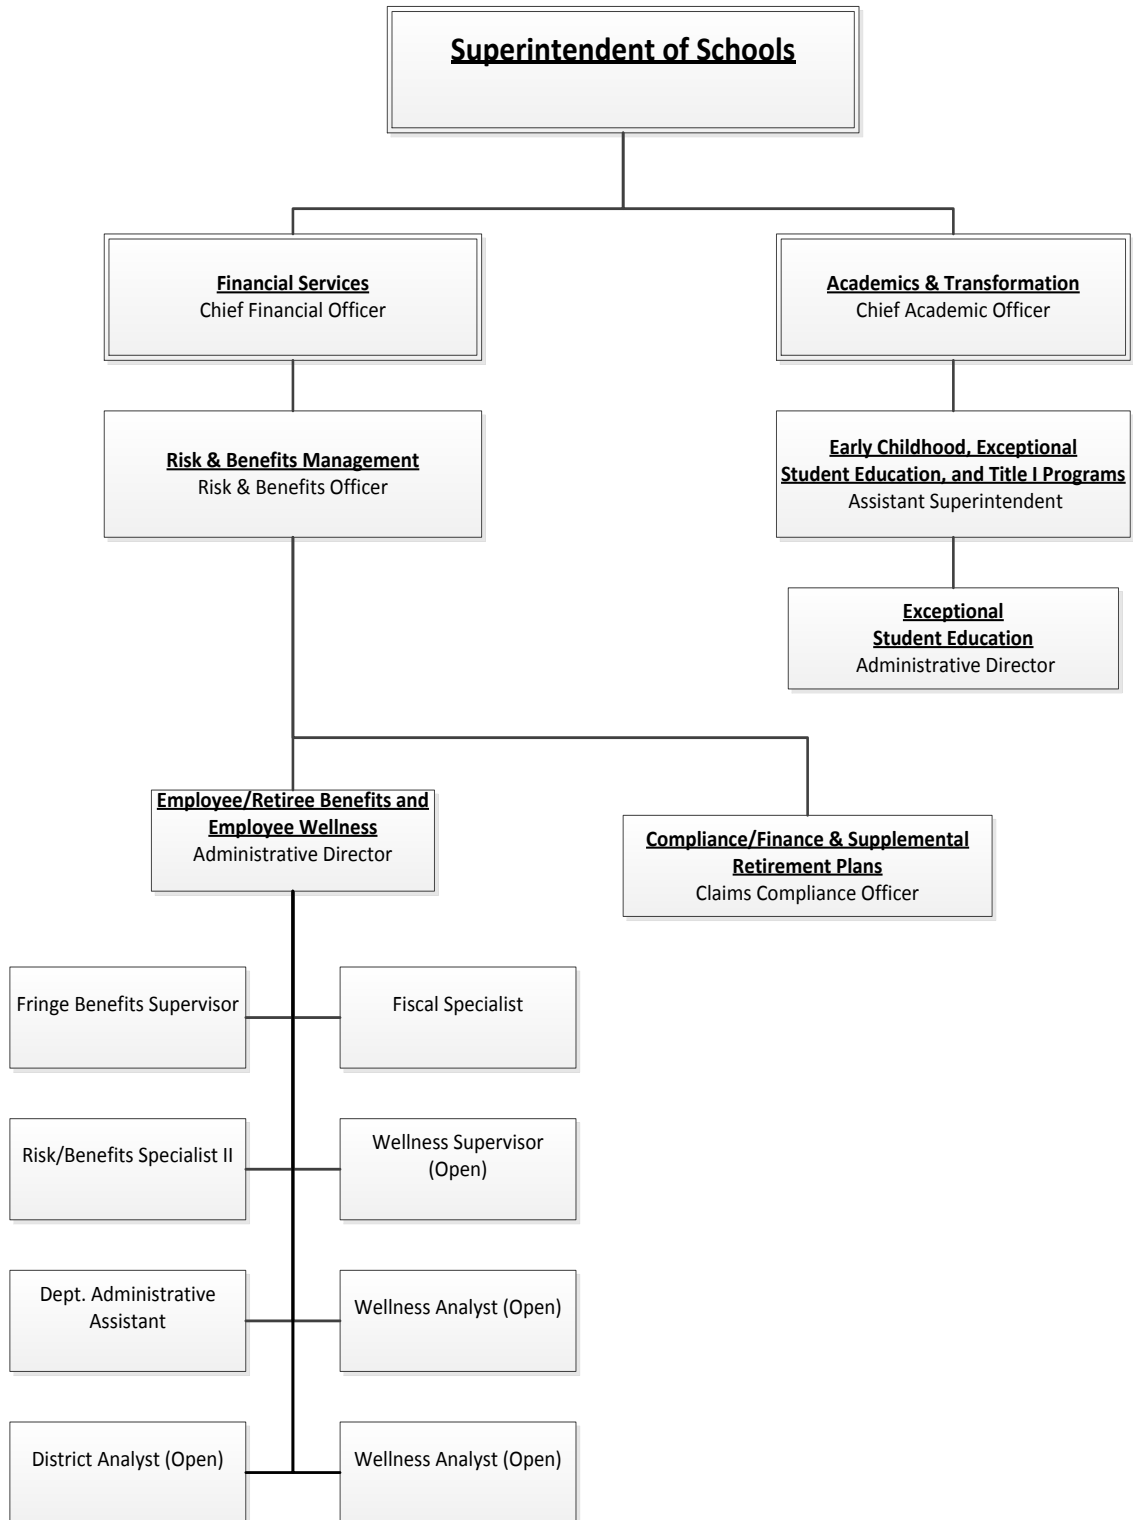 Superintendent of Schools
Financial Services
Chief Financial Officer
Academics & Transformation
Chief Academic Officer
Risk & Benefits Management
Risk & Benefits Officer
Early Childhood, Exceptional
Student Education, and Title I Programs
Assistant Superintendent
Exceptional
Student Education
Administrative Director
Employee/Retiree Benefits and
Employee Wellness
Administrative Director
Compliance/Finance & Supplemental
Retirement Plans
Claims Compliance Officer
Fringe Benefits Supervisor
Fiscal Specialist
Risk/Benefits Specialist II
Wellness Supervisor
(Open)
Dept. Administrative
Assistant
Wellness Analyst (Open)
District Analyst (Open)
Wellness Analyst (Open)